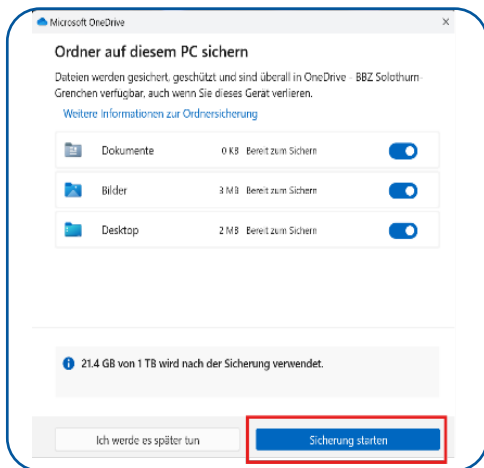 Microsoft OneDrive
Ordner auf diesem PC sichern
Dateien werden gesichert, geschützt und sind überall in OneDrive - BBZ Solothurn-
Grenchen verfügbar, auch wenn Sie dieses Gerät verlieren.
Weitere Informationen zur Ordnersicherung
Dokumente 0 KB Bereit zum Sichern
Bilder 3 MB Bereit zum Sichern
Desktop 2 MB Bereit zum Sichern
21.4 GB von 1 TB wird nach der Sicherung verwendet.
Ich werde es später tun Sicherung starten